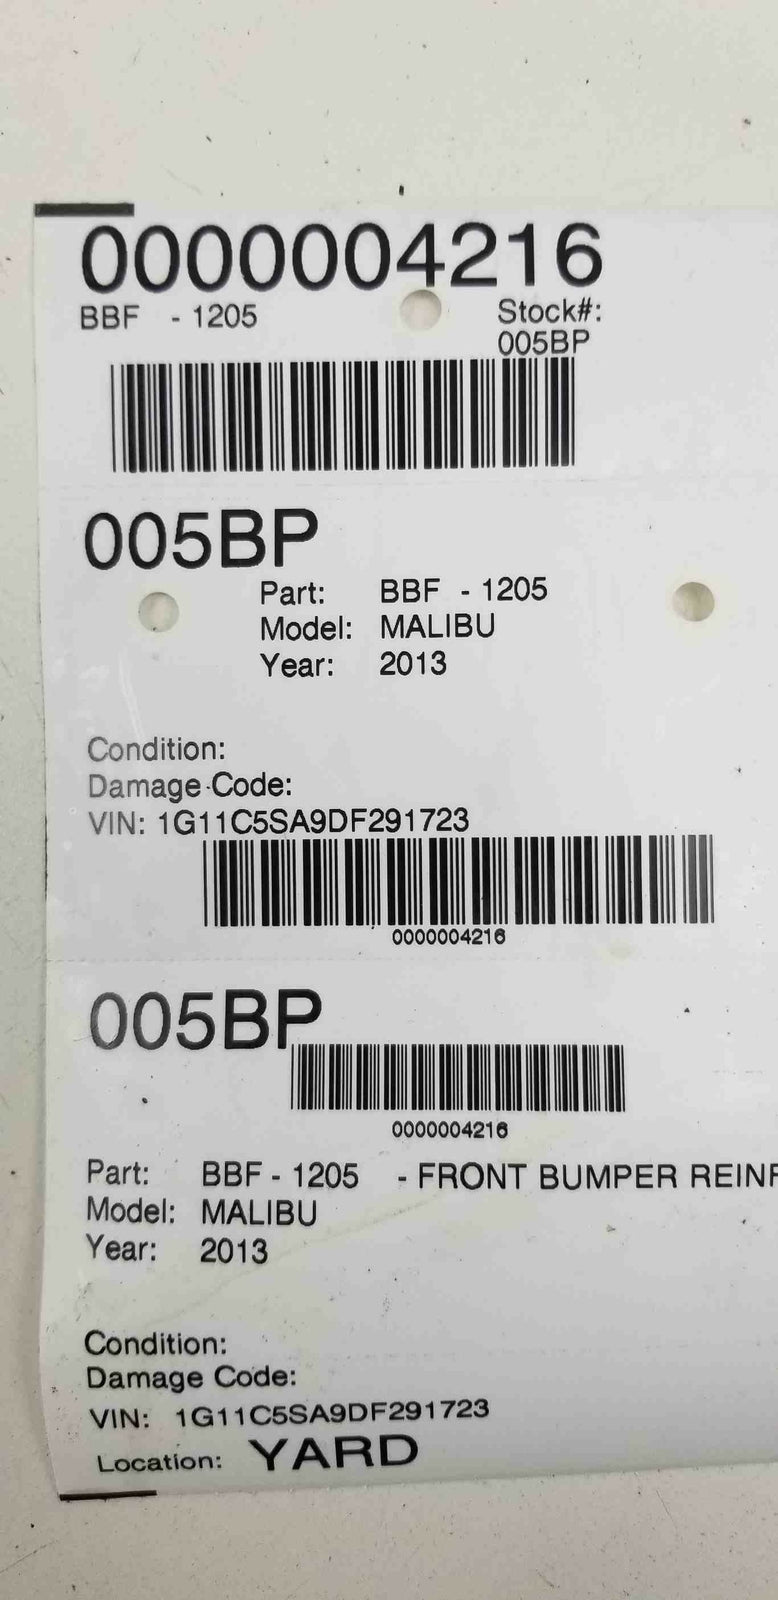 0000004216
BBF - 1205 Stock#:
005BP
005BP
Part: BBF - 1205
Model: MALIBU
Year: 2013
Condition:
Damage Code:
VIN: 1G11C5SA9DF291723
0000004216
005BP
0000004216
Part: BBF - 1205 - FRONT BUMPER REINF
Model: MALIBU
Year: 2013
Condition:
Damage Code:
VIN: 1G11C5SA9DF291723
Location: YARD